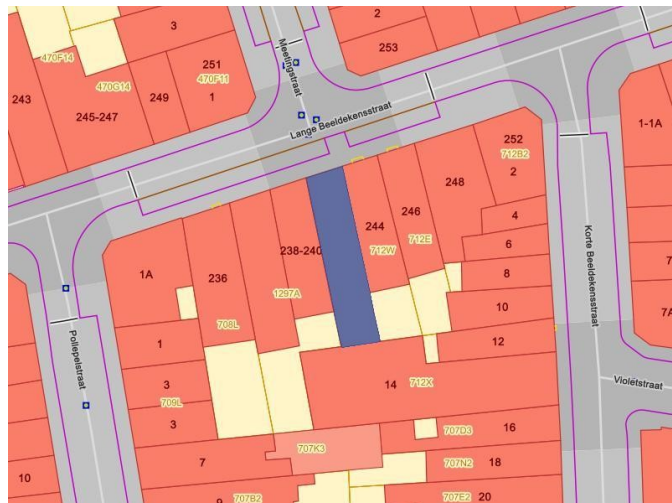 470F14
3
2
253
251
470F11
1
470G14
243
245-247
249
Meetingstraat
Lange Beeldekensstraat
1-1A
252
712B2
2
248
246
712E
244
712W
4
6
8
10
12
238-240
1297A
236
708L
1A
1
3
709L
3
Pollepelstraat
Korte Beeldekensstraat
7
7A
Violétstraat
14
712X
16
707D3
18
707N2
20
707E2
707K3
7
10
9
707B2